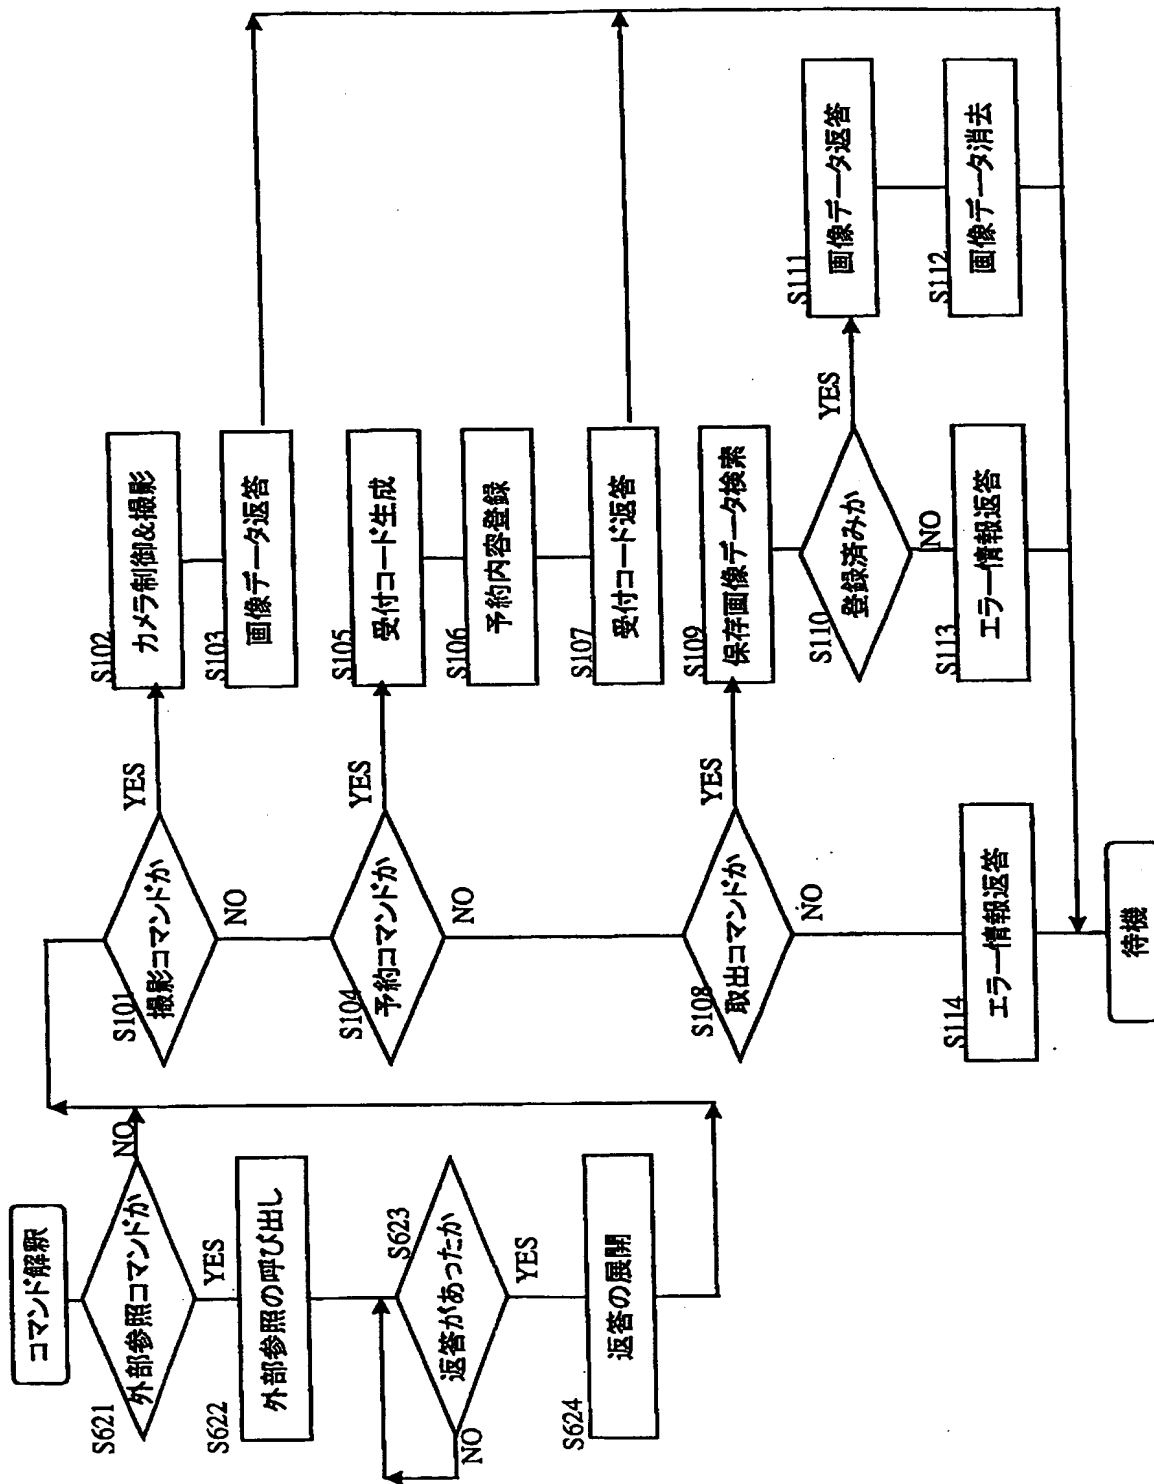 コマンド解釈
S621
外部参照コマンドか
NO
YES
S622
外部参照の呼び出し
S623
返答があったか
NO
YES
S624
返答の展開
S101
撮影コマンドか
YES
NO
S102
カメラ制御&撮影
S103
画像データ返答
S104
予約コマンドか
YES
NO
S105
受付コード生成
S106
予約内容登録
S107
受付コード返答
S108
取出コマンドか
YES
NO
S109
保存画像データ検索
S110
登録済みか
YES
NO
S111
画像データ返答
S112
画像データ消去
S113
エラー情報返答
S114
エラー情報返答
待機